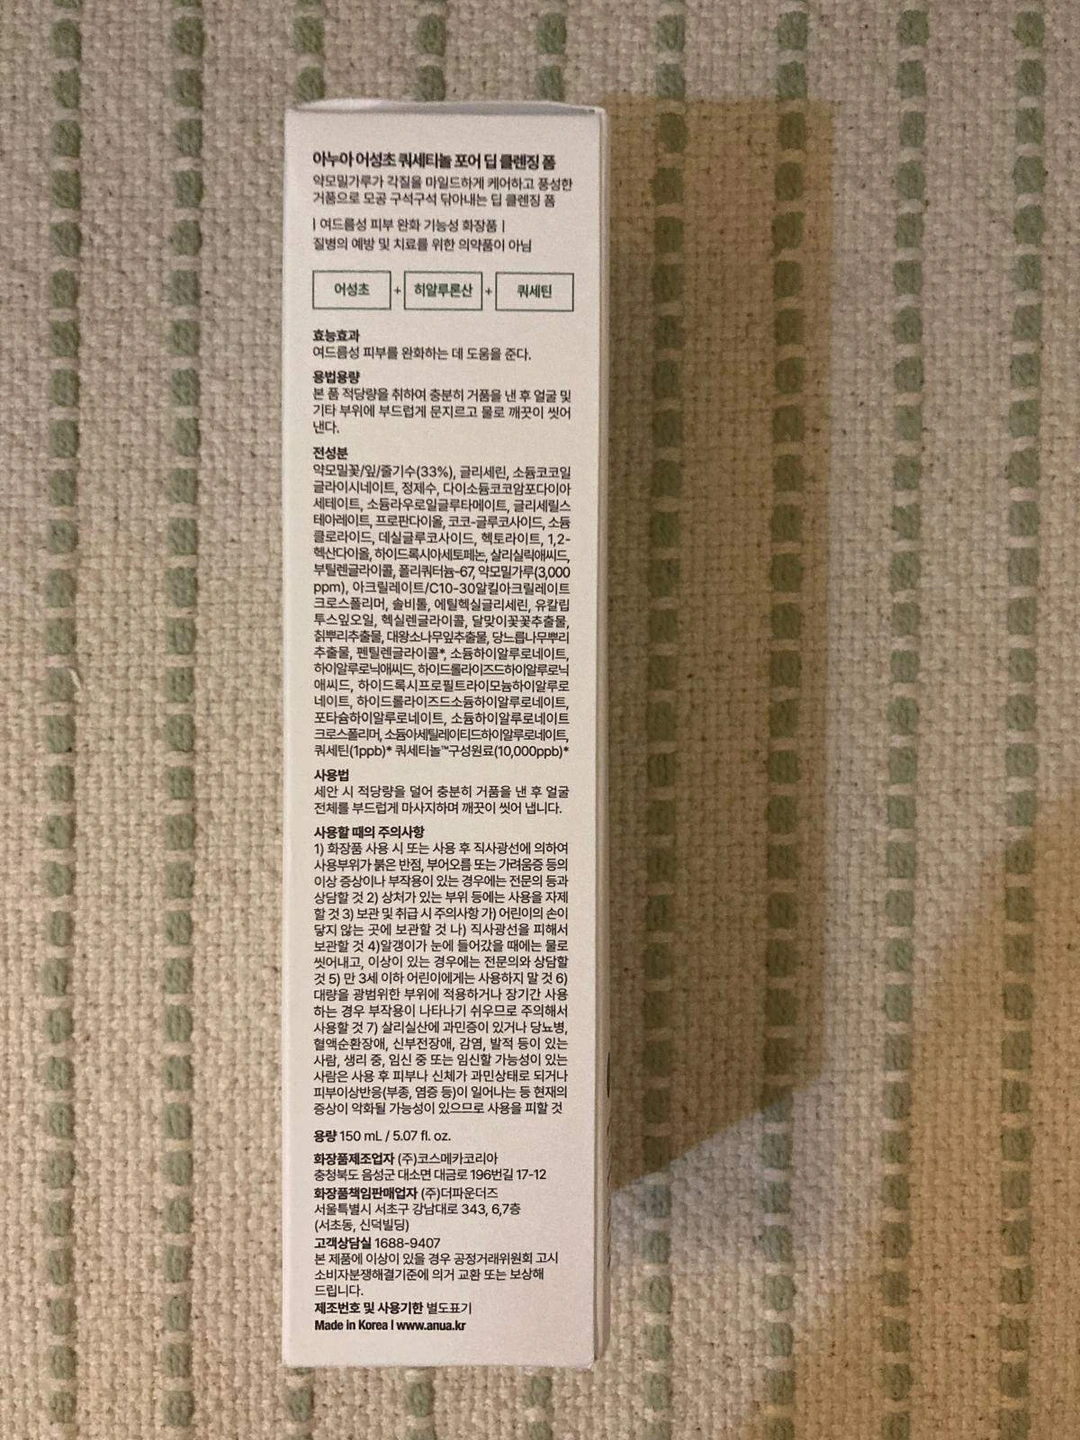 아누아 어성초 쿼세티놀 포어 딥 클렌징 폼
약모밀가루가 각질을 마일드하게 케어하고 풍성한
거품으로 모공 구석구석 닦아내는 딥 클렌징 폼
| 여드름성 피부 완화 기능성 화장품 |
질병의 예방 및 치료를 위한 의약품이 아님
어성초 + 히알루론산 + 쿼세틴
효능효과
여드름성 피부를 완화하는 데 도움을 준다.
용법용량
본 품 적당량을 취하여 충분히 거품을 낸 후 얼굴 및
기타 부위에 부드럽게 문지르고 물로 깨끗이 씻어
낸다.
전성분
약모밀꽃/잎/줄기수(33%), 글리세린, 소듐코코일
글라이시네이트, 정제수, 다이소듐코코암포다이아
세테이트, 소듐라우로일글루타메이트, 글리세릴스
테아레이트, 프로판다이올, 코코-글루코사이드, 소듐
클로라이드, 데실글루코사이드, 헥토라이트, 1,2-
헥산다이올, 하이드록시아세토페논, 살리실릭애씨드,
부틸렌글라이콜, 폴리쿼터늄-67, 약모밀가루(3,000
ppm), 아크릴레이트/C10-30알킬아크릴레이트
크로스폴리머, 솔비톨, 에틸헥실글리세린, 유칼립
투스잎오일, 헥실렌글라이콜, 달맞이꽃꽃추출물,
칡뿌리추출물, 대왕소나무잎추출물, 당느릅나무뿌리
추출물, 펜틸렌글라이콜*, 소듐하이알루로네이트,
하이알루로닉애씨드, 하이드롤라이즈드하이알루로닉
애씨드, 하이드록시프로필트라이모늄하이알루로
네이트, 하이드롤라이즈드소듐하이알루로네이트,
포타슘하이알루로네이트, 소듐하이알루로네이트
크로스폴리머, 소듐아세틸레이티드하이알루로네이트,
쿼세틴(1ppb)* 쿼세티놀™구성원료(10,000ppb)*
사용법
세안 시 적당량을 덜어 충분히 거품을 낸 후 얼굴
전체를 부드럽게 마사지하며 깨끗이 씻어 냅니다.
사용할 때의 주의사항
1) 화장품 사용 시 또는 사용 후 직사광선에 의하여
사용부위가 붉은 반점, 부어오름 또는 가려움증 등의
이상 증상이나 부작용이 있는 경우에는 전문의 등과
상담할 것 2) 상처가 있는 부위 등에는 사용을 자제
할 것 3) 보관 및 취급 시 주의사항 가) 어린이의 손이
닿지 않는 곳에 보관할 것 나) 직사광선을 피해서
보관할 것 4)알갱이가 눈에 들어갔을 때에는 물로
씻어내고, 이상이 있는 경우에는 전문의와 상담할
것 5) 만 3세 이하 어린이에게는 사용하지 말 것 6)
대량을 광범위한 부위에 적용하거나 장기간 사용
하는 경우 부작용이 나타나기 쉬우므로 주의해서
사용할 것 7) 살리실산에 과민증이 있거나 당뇨병,
혈액순환장애, 신부전장애, 감염, 발적 등이 있는
사람, 생리 중, 임신 중 또는 임신할 가능성이 있는
사람은 사용 후 피부나 신체가 과민상태로 되거나
피부이상반응(부종, 염증 등)이 일어나는 등 현재의
증상이 악화될 가능성이 있으므로 사용을 피할 것
용량 150 mL / 5.07 fl. oz.
화장품제조업자 (주)코스메카코리아
충청북도 음성군 대소면 대금로 196번길 17-12
화장품책임판매업자 (주)더파운더즈
서울특별시 서초구 강남대로 343, 6,7층
(서초동, 신덕빌딩)
고객상담실 1688-9407
본 제품에 이상이 있을 경우 공정거래위원회 고시
소비자분쟁해결기준에 의거 교환 또는 보상해
드립니다.
제조번호 및 사용기한 별도표기
Made in Korea | www.anua.kr